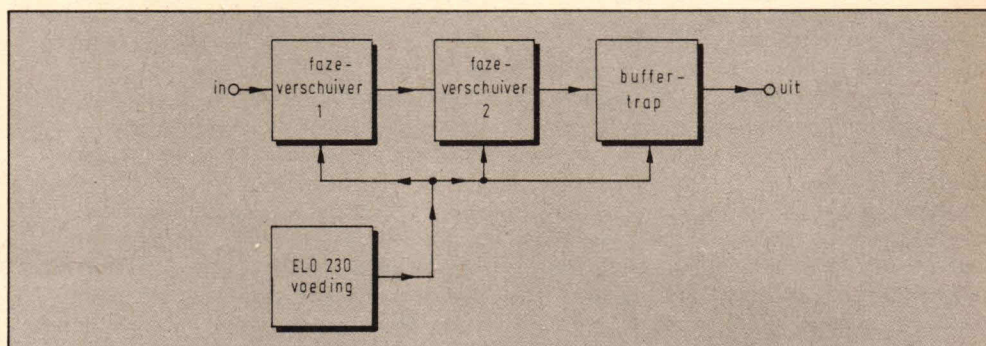 in
faze-
verschuiver
1
faze-
verschuiver
2
buffer-
trap
uit
ELO 230
voeding